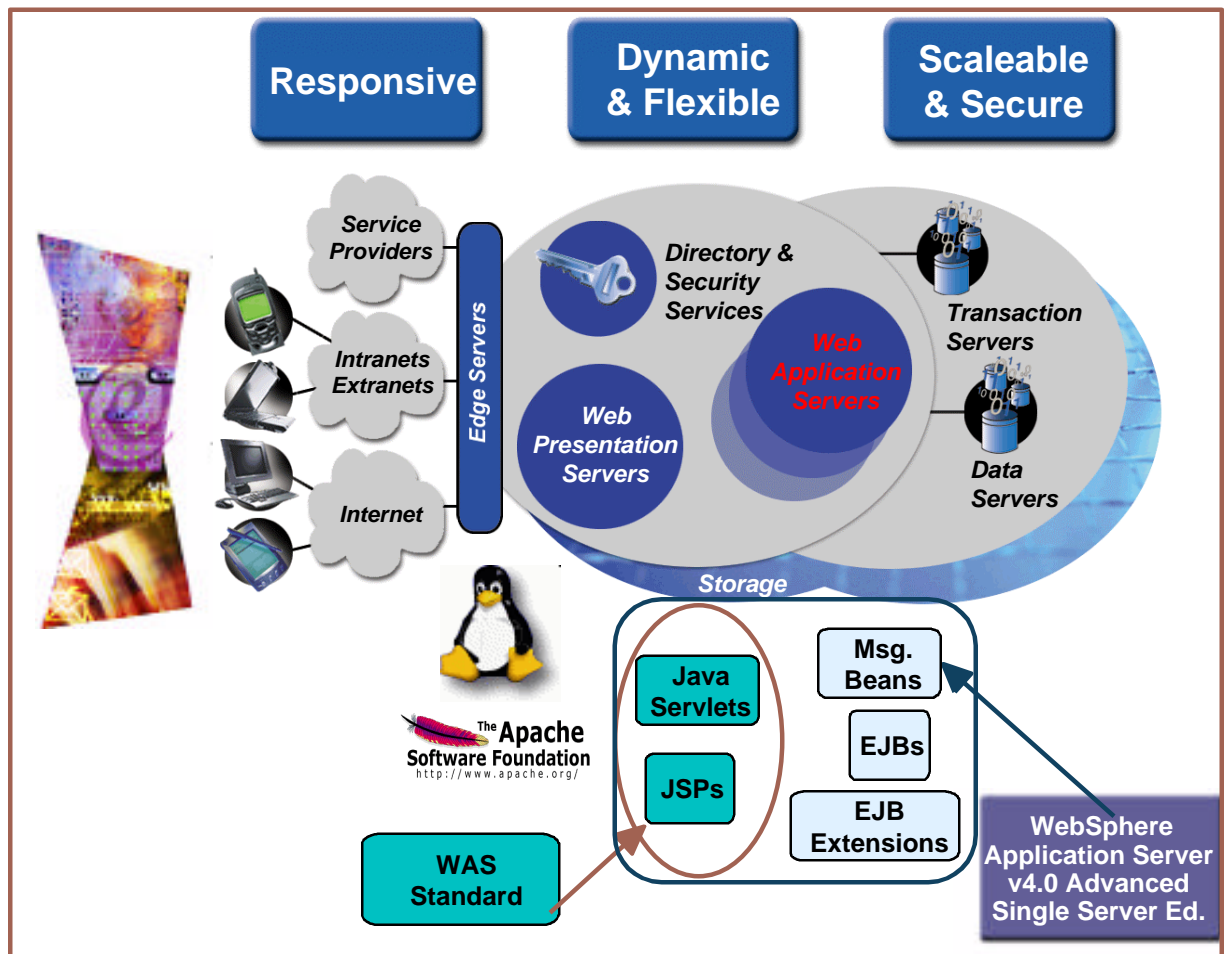 Responsive
Dynamic
& Flexible
Scaleable
& Secure
Service
Providers
Intranets
Extranets
Internet
Edge Servers
Directory &
Security
Services
Web
Presentation
Servers
Web
Application
Servers
Transaction
Servers
Data
Servers
Storage
The Apache
Software Foundation
http://www.apache.org/
Java
Servlets
JSPs
Msg.
Beans
EJBs
EJB
Extensions
WAS
Standard
WebSphere
Application Server
v4.0 Advanced
Single Server Ed.